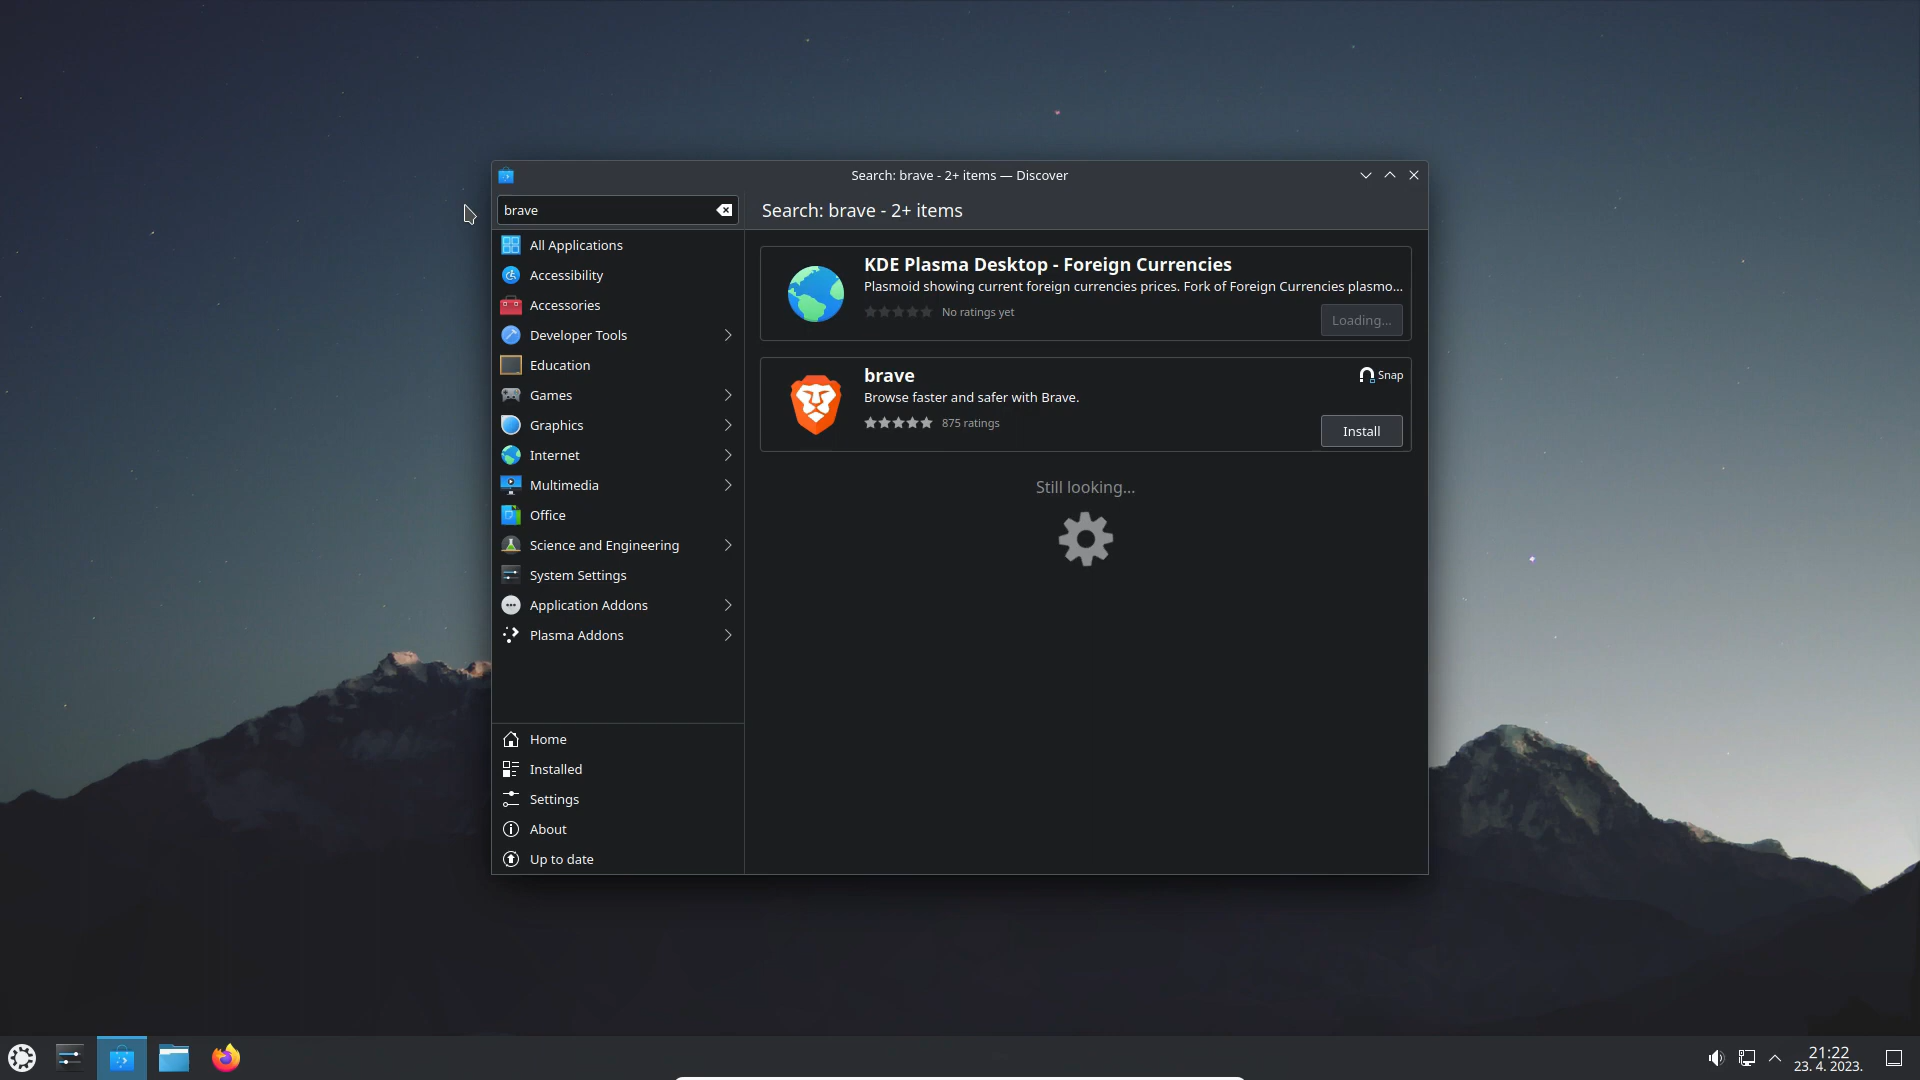 Search: brave - 2+ items — Discover
brave
Search: brave - 2+ items
All Applications
Accessibility
Accessories
Developer Tools
Education
Games
Graphics
Internet
Multimedia
Office
Science and Engineering
System Settings
Application Addons
Plasma Addons
Home
Installed
Settings
About
Up to date
KDE Plasma Desktop - Foreign Currencies
Plasmoid showing current foreign currencies prices. Fork of Foreign Currencies plasmo...
No ratings yet
Loading...
brave
Snap
Browse faster and safer with Brave.
875 ratings
Install
Still looking...
21:22
23. 4. 2023.